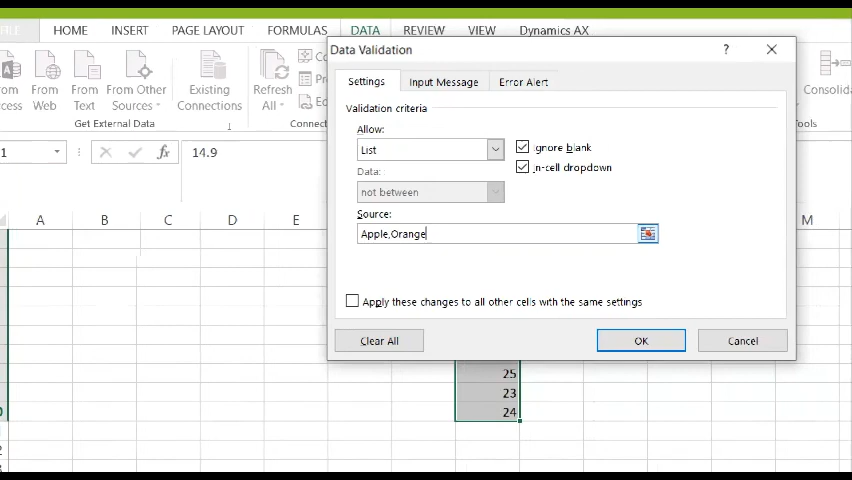 FILE HOME INSERT PAGE LAYOUT FORMULAS DATA REVIEW VIEW Dynamics AX
Data Validation ? ×
Settings Input Message Error Alert
Validation criteria
Allow:
List
Ignore blank
In-cell dropdown
Data:
not between
Source:
Apple,Orange
Apply these changes to all other cells with the same settings
Clear All OK Cancel
From Web
From Text
From Other Sources
Existing Connections
Refresh All
Get External Data
14.9
A B C D E M
25
23
24